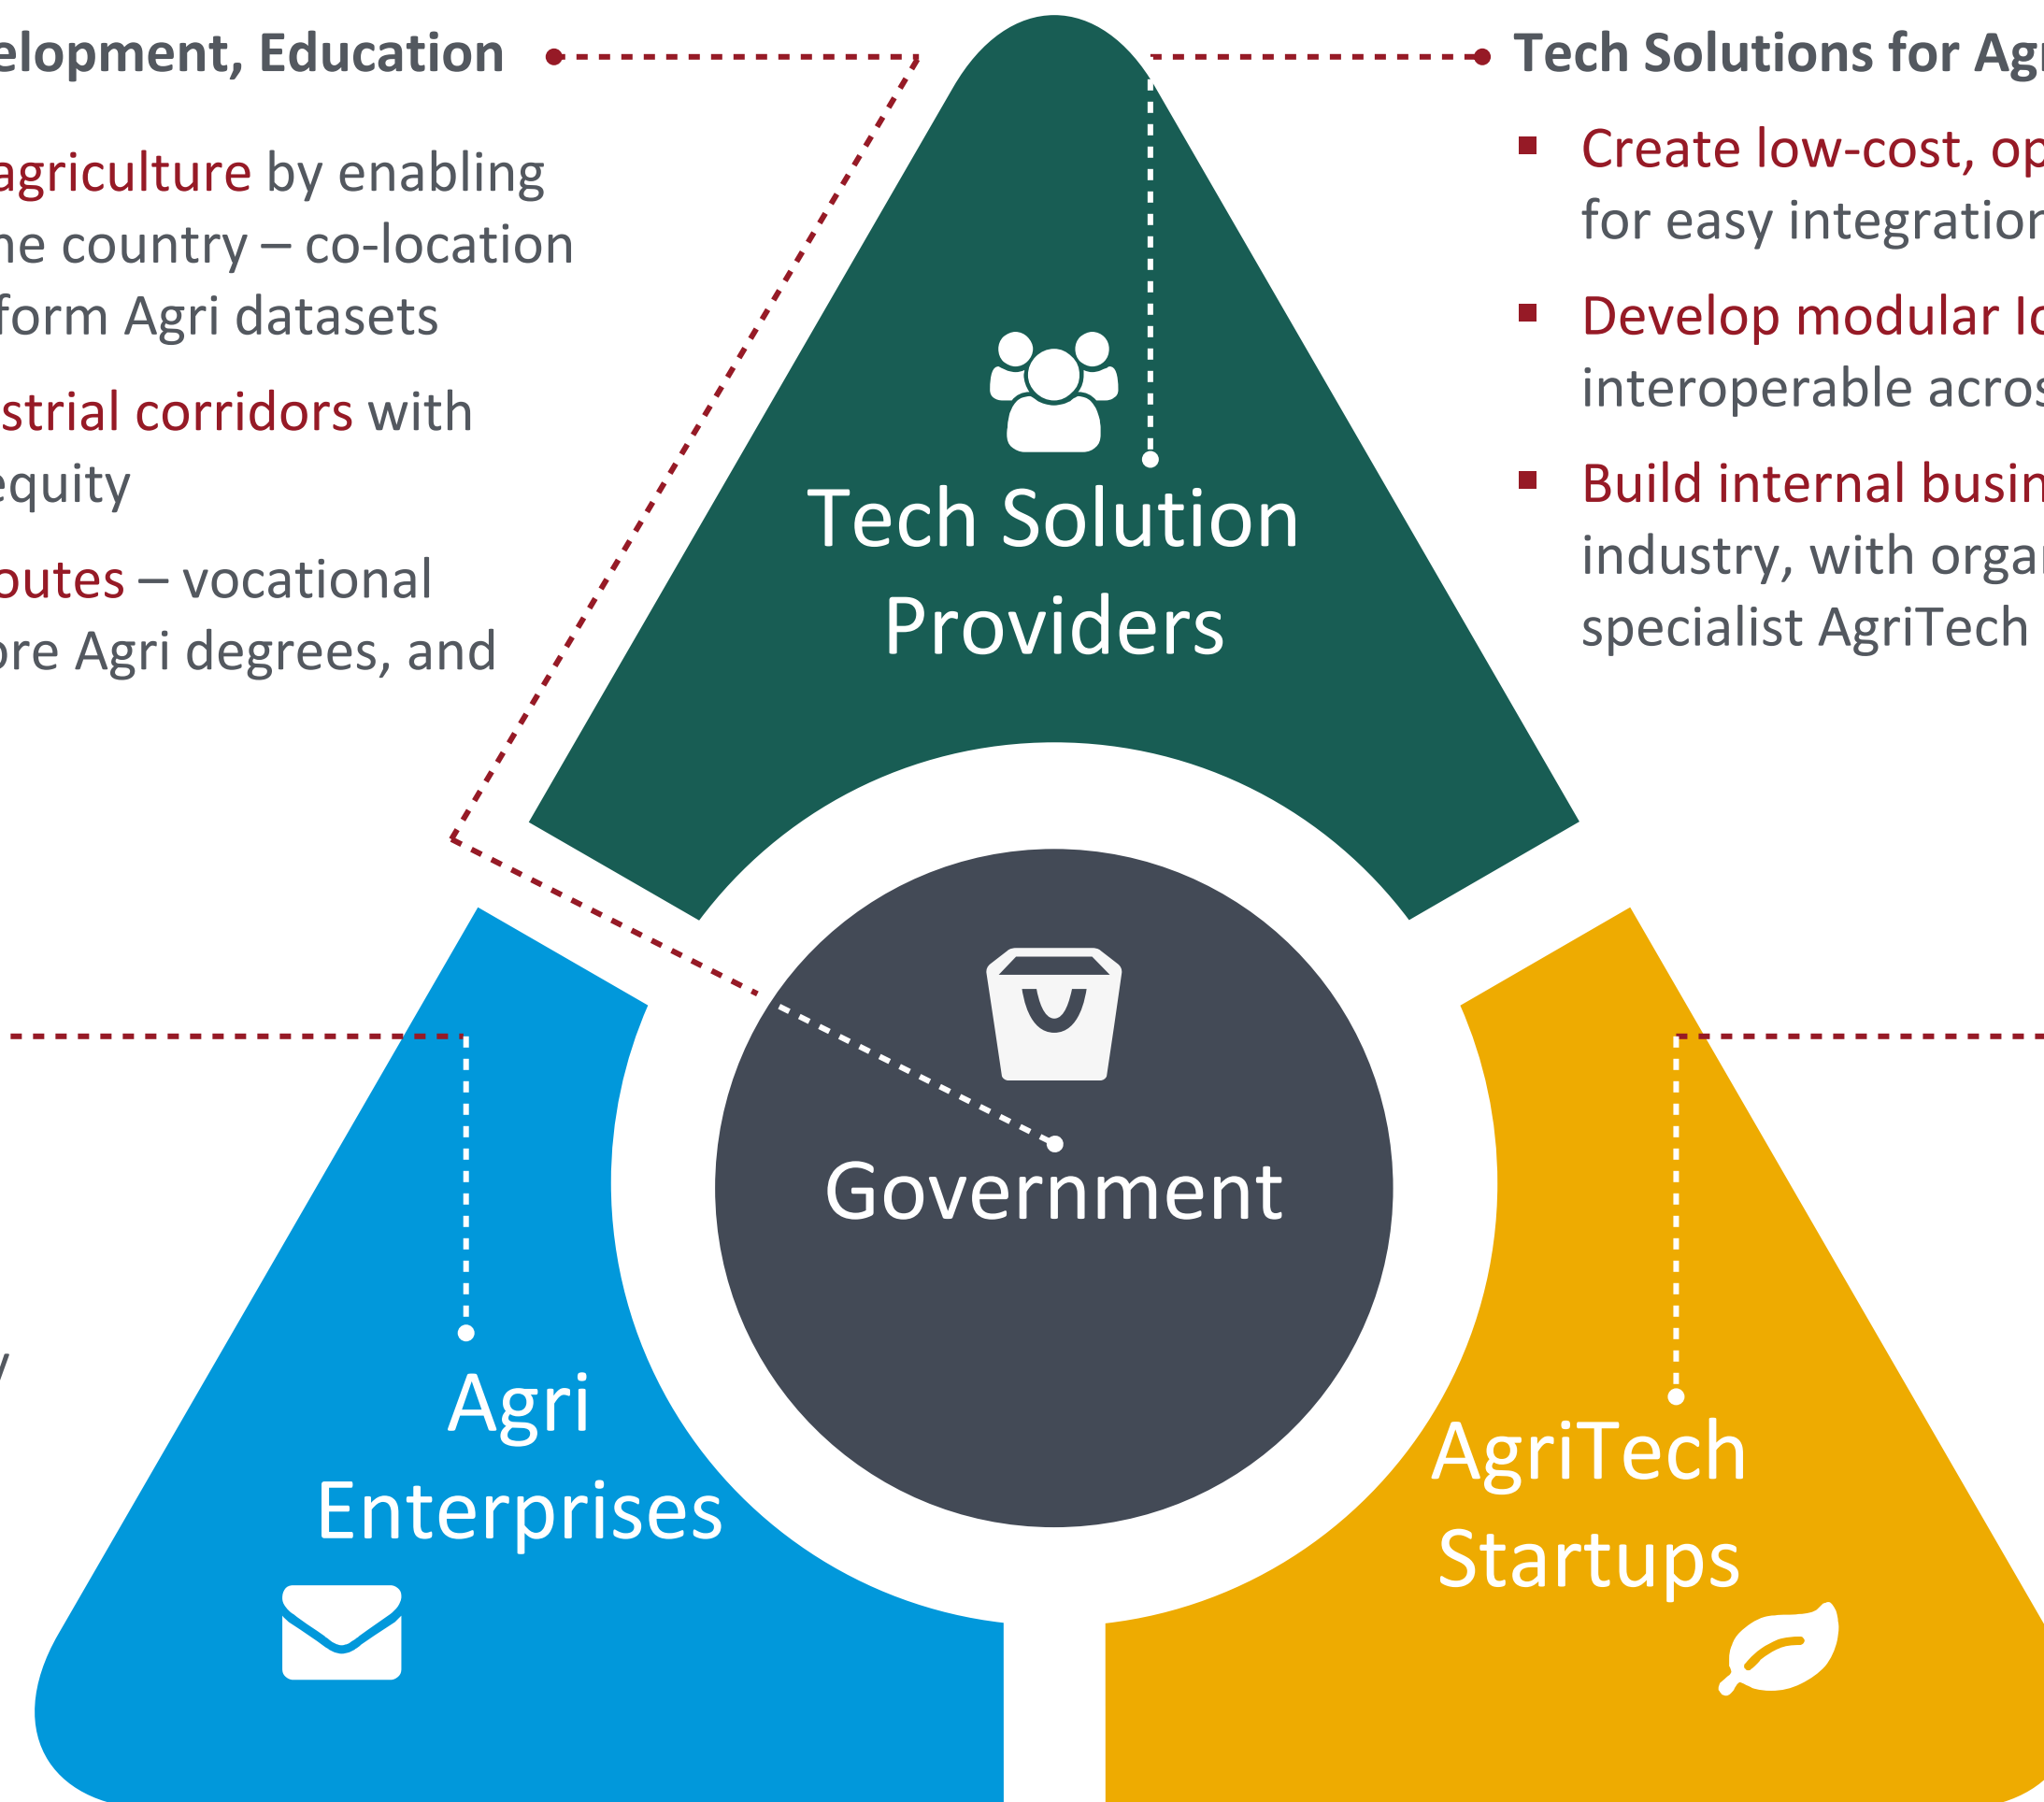 elopment, Education
agriculture by enabling
he country – co-location
form Agri datasets
strial corridors with
equity
outes – vocational
ore Agri degrees, and
Tech Solutions for Agr
Create low-cost, op
for easy integration
Develop modular Io
interoperable acros
Build internal busin
industry, with organ
specialist AgriTech
Tech Solution
Providers
Government
Agri
Enterprises
AgriTech
Startups